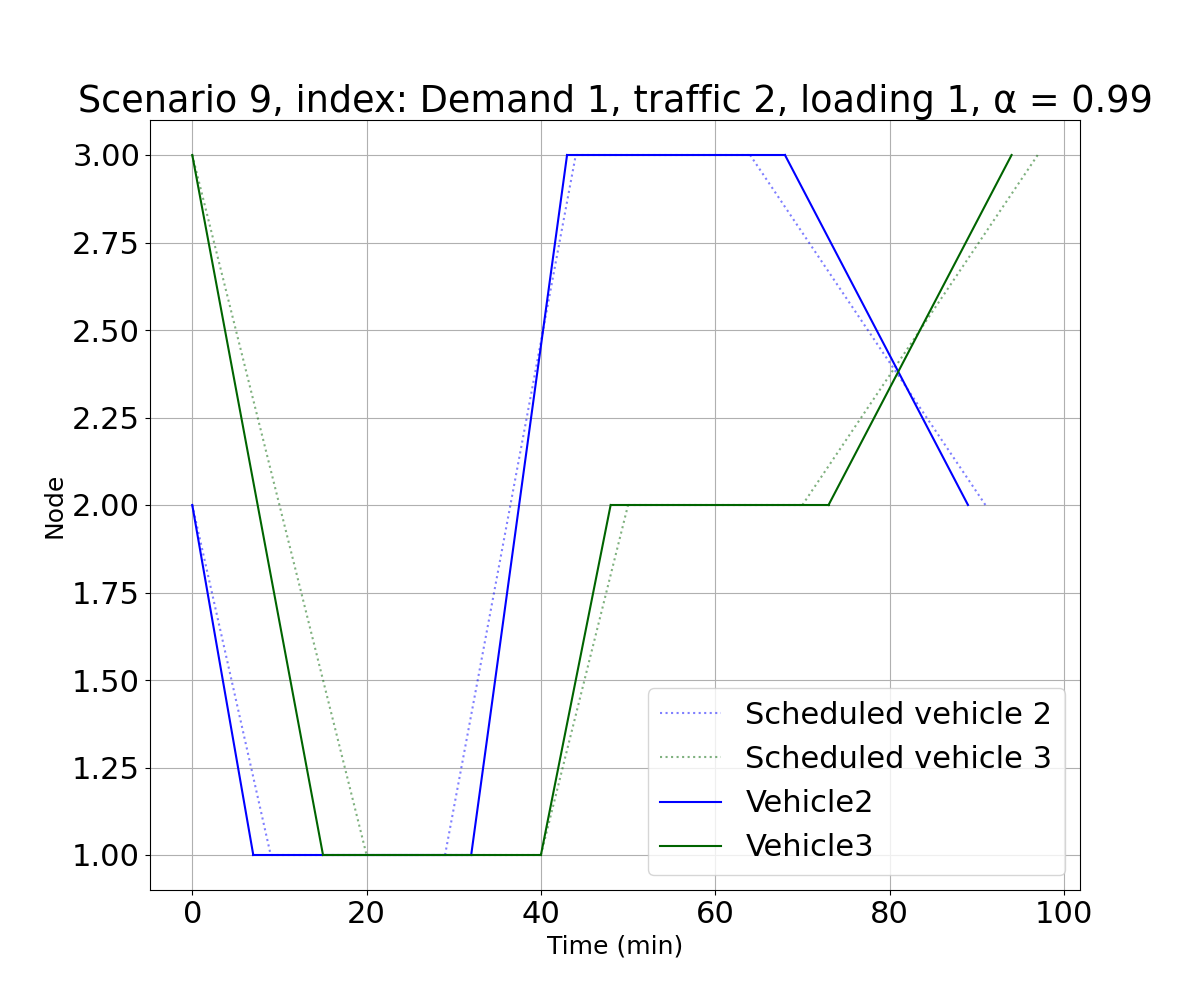 Scenario 9, index: Demand 1, traffic 2, loading 1, α = 0.99
3.00
2.75
2.50
2.25
2.00
1.75
1.50
1.25
1.00
Node
Scheduled vehicle 2
Scheduled vehicle 3
Vehicle2
Vehicle3
0 20 40 60 80 100
Time (min)